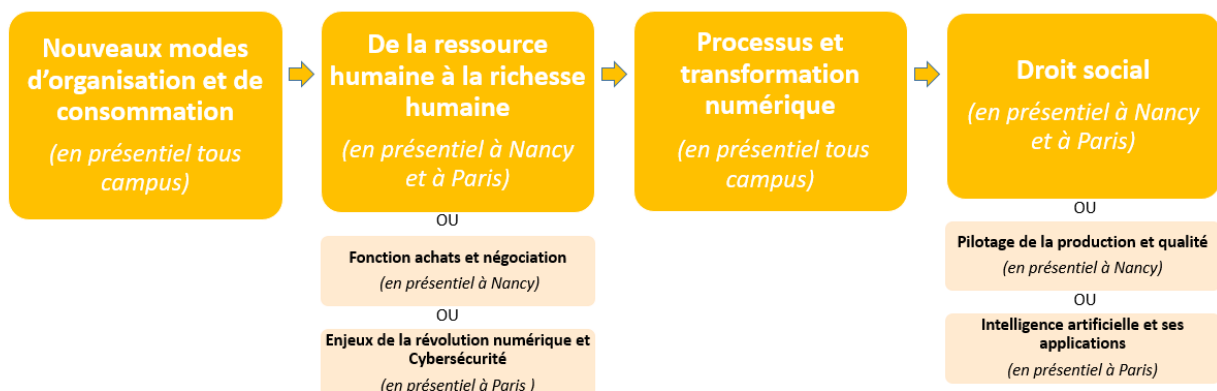 Nouveaux modes
d’organisation et de
consommation
(en présentiel tous
campus)
De la ressource
humaine à la richesse
humaine
(en présentiel à Nancy
et à Paris)
OU
Fonction achats et négociation
(en présentiel à Nancy)
OU
Enjeux de la révolution numérique et
Cybersécurité
(en présentiel à Paris )
Processus et
transformation
numérique
(en présentiel tous
campus)
Droit social
(en présentiel à Nancy
et à Paris)
OU
Pilotage de la production et qualité
(en présentiel à Nancy)
OU
Intelligence artificielle et ses
applications
(en présentiel à Paris)